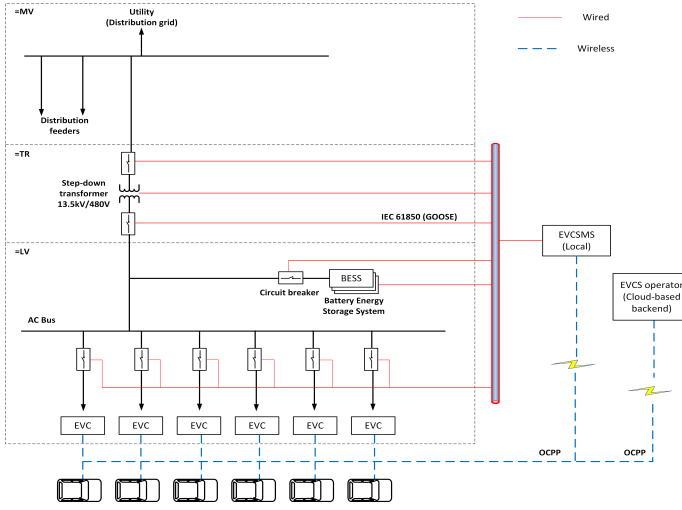 =MV
Utility
(Distribution grid)
Wired
Wireless
Distribution
feeders
=TR
Step-down
transformer
13.5kV/480V
IEC 61850 (GOOSE)
EVCSMS
(Local)
=LV
BESS
Circuit breaker
Battery Energy
Storage System
EVCS operator
(Cloud-based
backend)
AC Bus
EVC
EVC
EVC
EVC
EVC
EVC
OCPP
OCPP